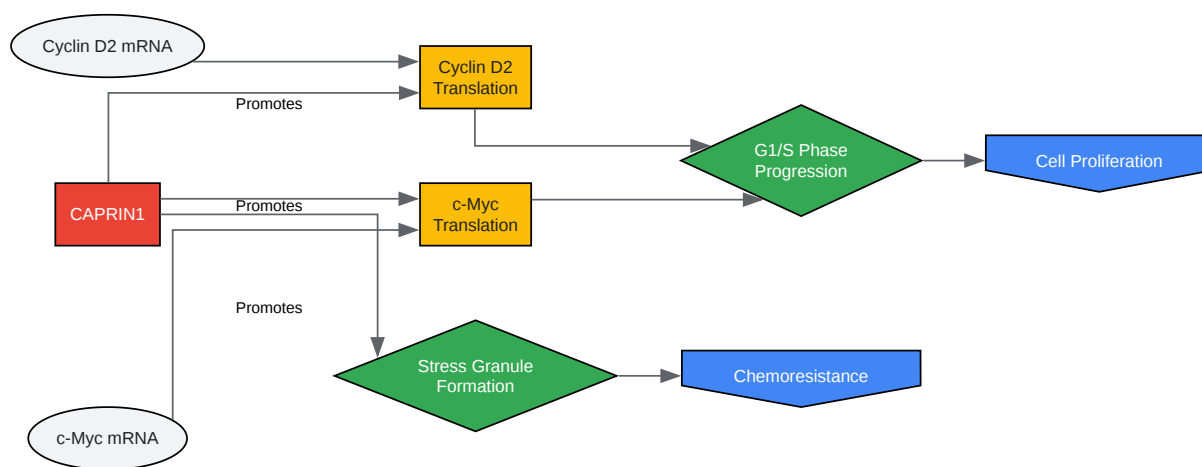 Cyclin D2 mRNA
Cyclin D2
Translation
Promotes
G1/S Phase
Progression
Cell Proliferation
CAPRIN1
Promotes
c-Myc
Translation
Promotes
Stress Granule
Formation
Chemoresistance
c-Myc mRNA